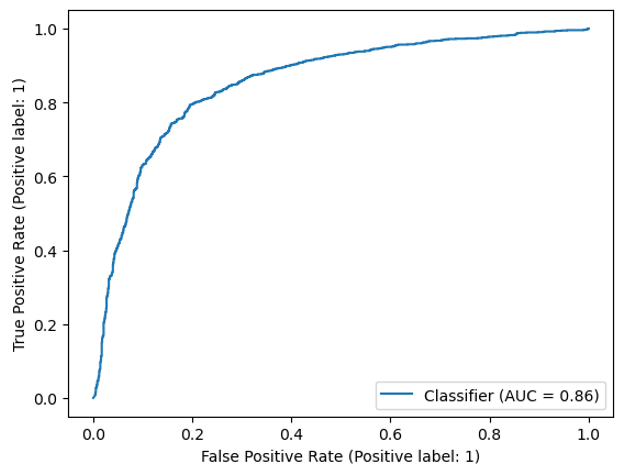 True Positive Rate (Positive label: 1)
1.0
0.8
0.6
0.4
0.2
0.0
Classifier (AUC = 0.86)
0.0 0.2 0.4 0.6 0.8 1.0
False Positive Rate (Positive label: 1)